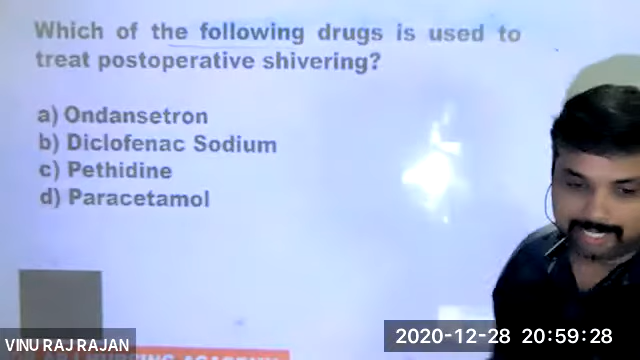 Which of the following drugs is used to
treat postoperative shivering?
a) Ondansetron
b) Diclofenac Sodium
c) Pethidine
d) Paracetamol
VINU RAJ RAJAN
2020-12-28 20:59:28